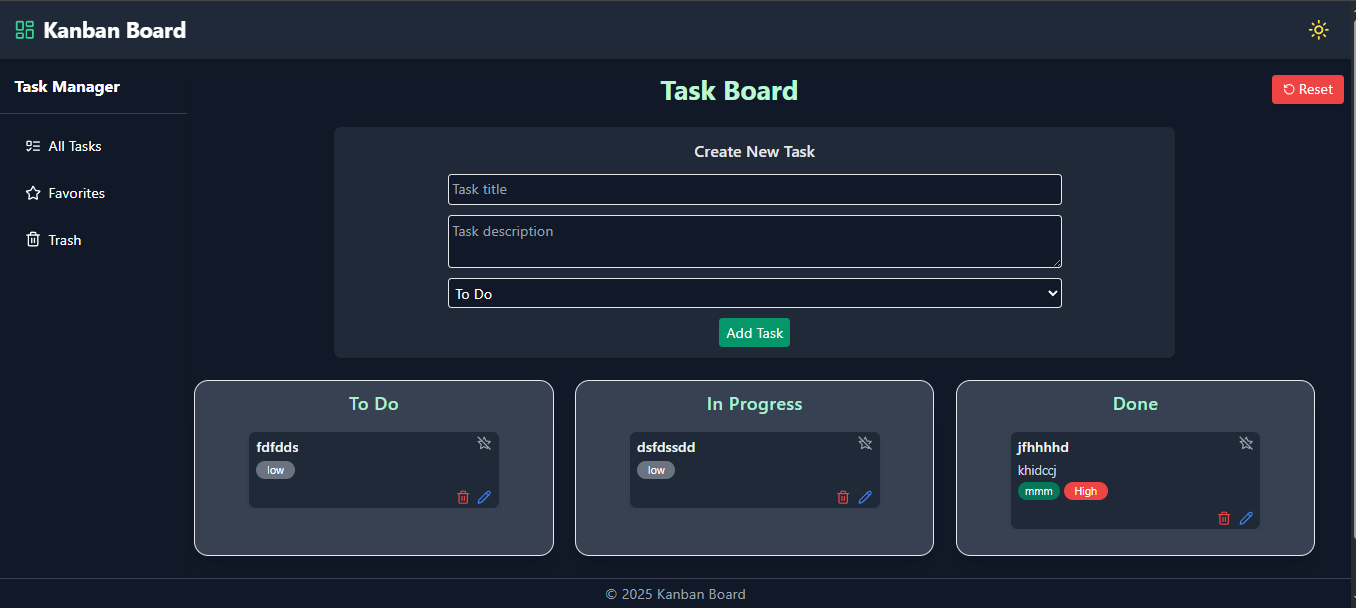 Kanban Board
Task Manager
All Tasks
Favorites
Trash
Task Board
Reset
Create New Task
Task title
Task description
To Do
Add Task
To Do
fdfdds
low
In Progress
dsfdssdd
low
Done
jfhhhhd
khidccj
mmm High
© 2025 Kanban Board